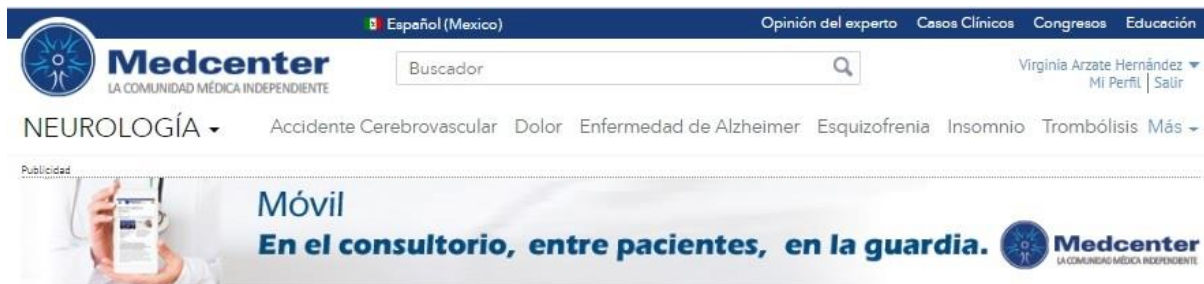 Español (Mexico)
Opinión del experto Casos Clínicos Congresos Educación
Medcenter
LA COMUNIDAD MÉDICA INDEPENDIENTE
Buscador
Virginia Arzate Hernández
Mi Perfil | Salir
NEUROLOGÍA
Accidente Cerebrovascular Dolor Enfermedad de Alzheimer Esquizofrenia Insomnio Trombólisis Más
Publicidad
Móvil
En el consultorio, entre pacientes, en la guardia.
Medcenter
LA COMUNIDAD MÉDICA INDEPENDIENTE